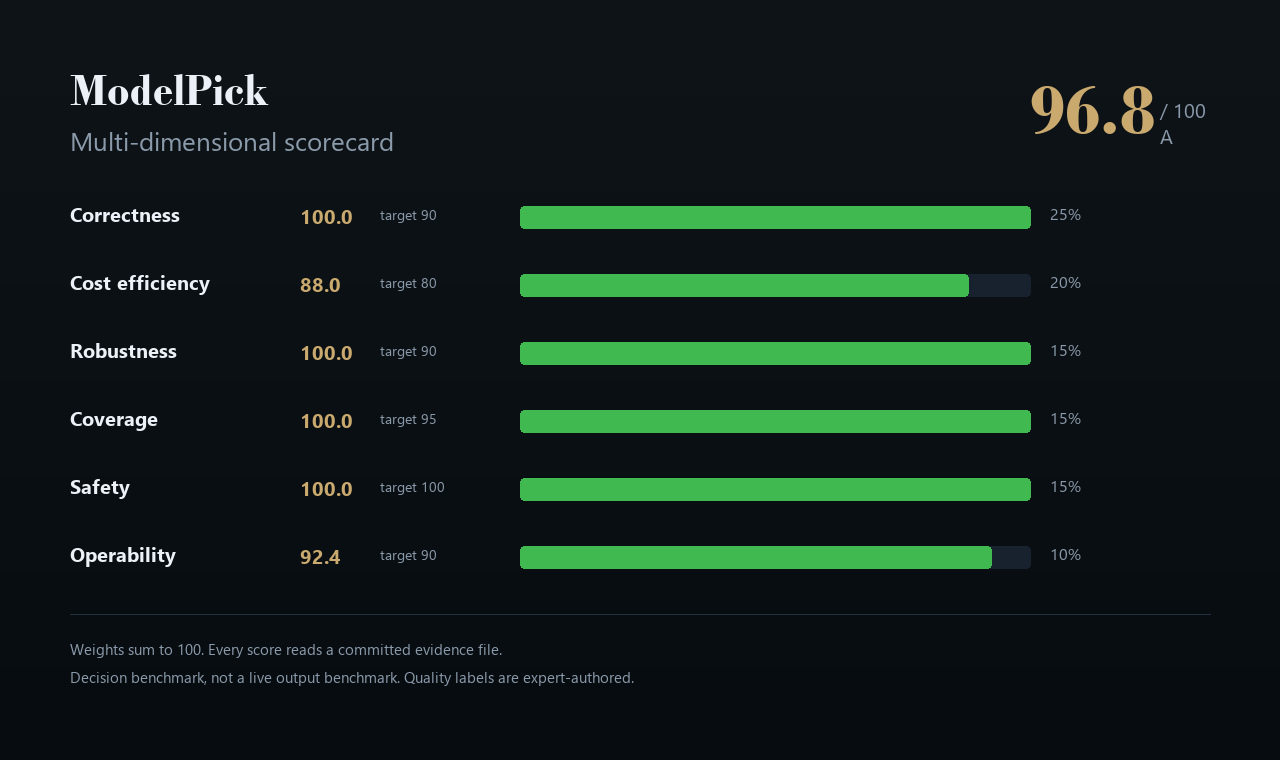 ModelPick
Multi-dimensional scorecard
96.8 / 100
A
Correctness 100.0 target 90 25%
Cost efficiency 88.0 target 80 20%
Robustness 100.0 target 90 15%
Coverage 100.0 target 95 15%
Safety 100.0 target 100 15%
Operability 92.4 target 90 10%
Weights sum to 100. Every score reads a committed evidence file.
Decision benchmark, not a live output benchmark. Quality labels are expert-authored.